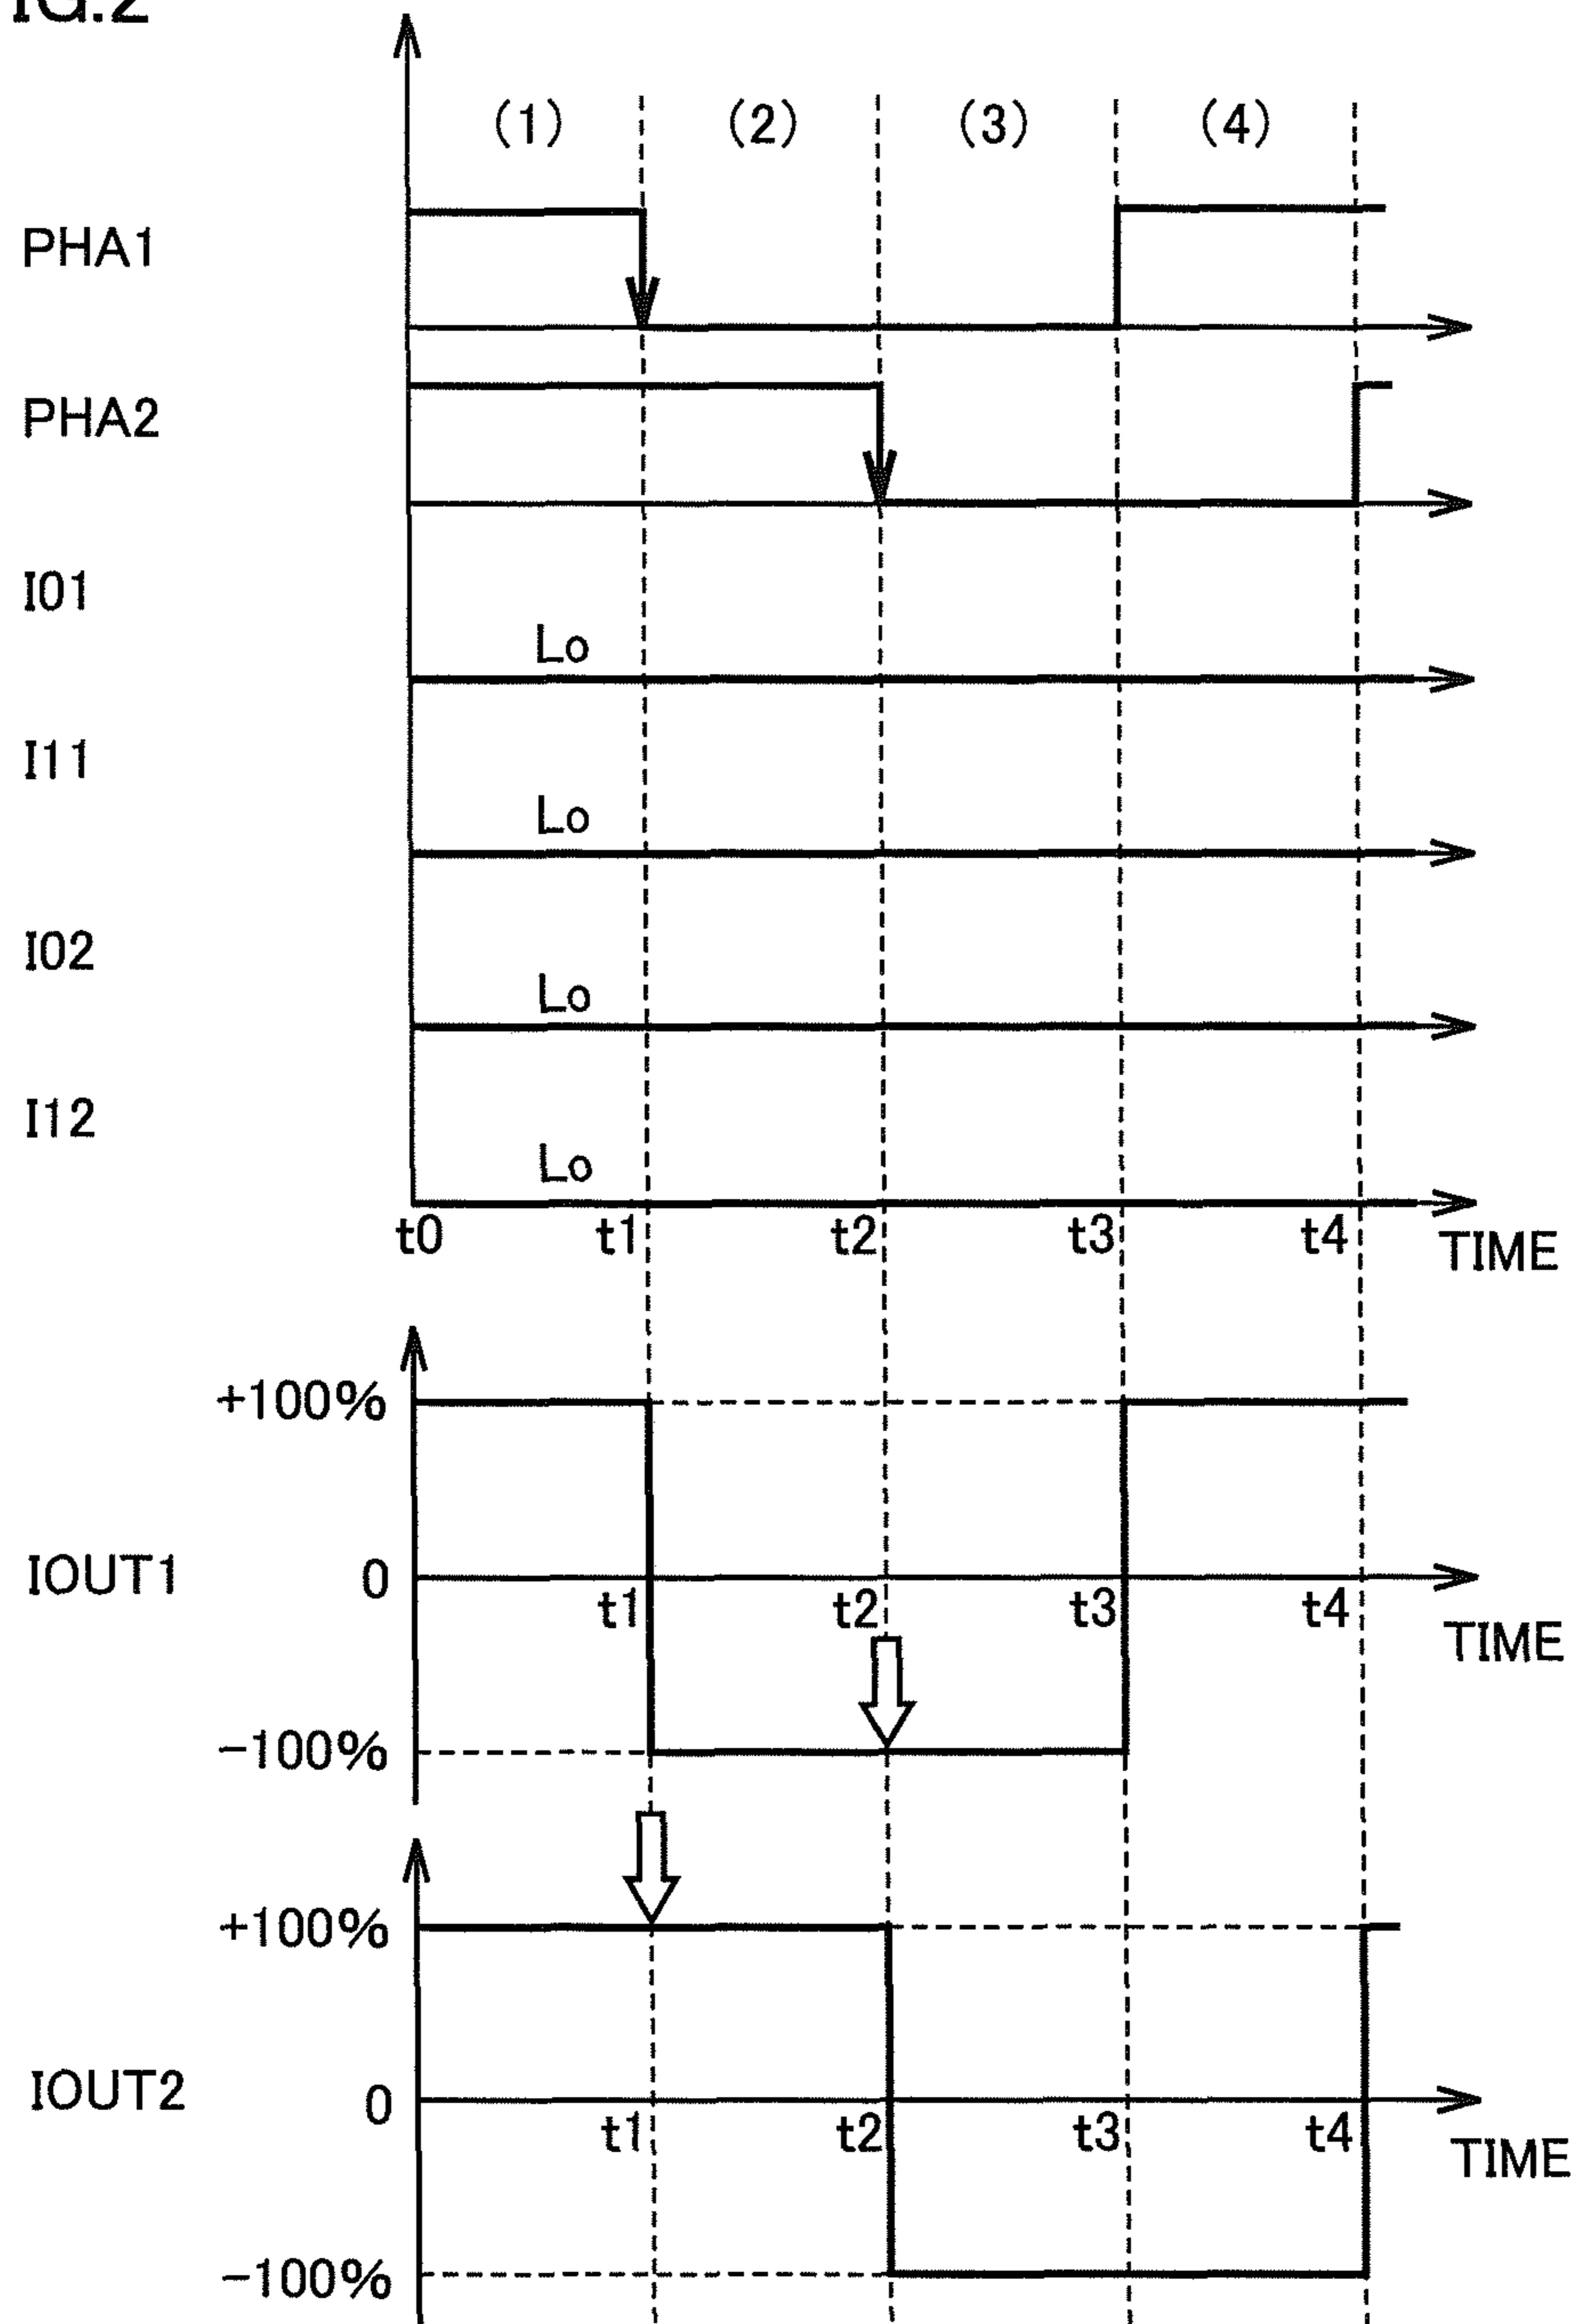 IG.2
(1) (2) (3) (4)
PHA1
PHA2
I01
Lo
I11
Lo
I02
Lo
I12
Lo
t0 t1 t2 t3 t4 TIME
+100%
IOUT1 0
t1 t2 t3 t4 TIME
-100%
+100%
IOUT2 0
t1 t2 t3 t4 TIME
-100%